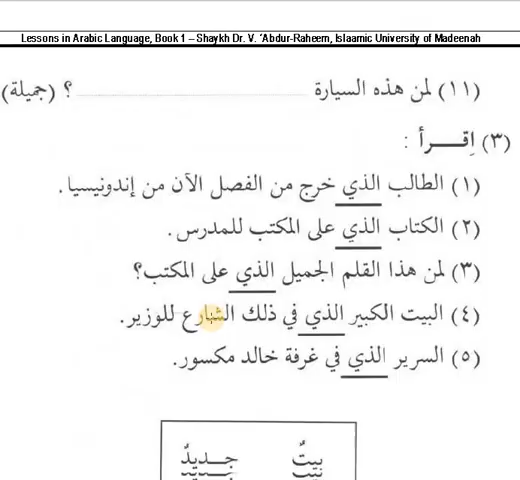 Lessons in Arabic Language, Book 1 – Shaykh Dr. V. ‘Abdur-Raheem, Islaamic University of Madeenah
(١١) لمن هذه السيارة ____________ ؟ (جميلة)
(٣) اِقـــرأ :
(١) الطالب الذي خرج من الفصل الآن من إندونيسيا.
(٢) الكتاب الذي على المكتب للمدرس.
(٣) لمن هذا القلم الجميل الذي على المكتب؟
(٤) البيت الكبير الذي في ذلك الشارع للوزير.
(٥) السرير الذي في غرفة خالد مكسور.
بيتٌ جـديدٌ